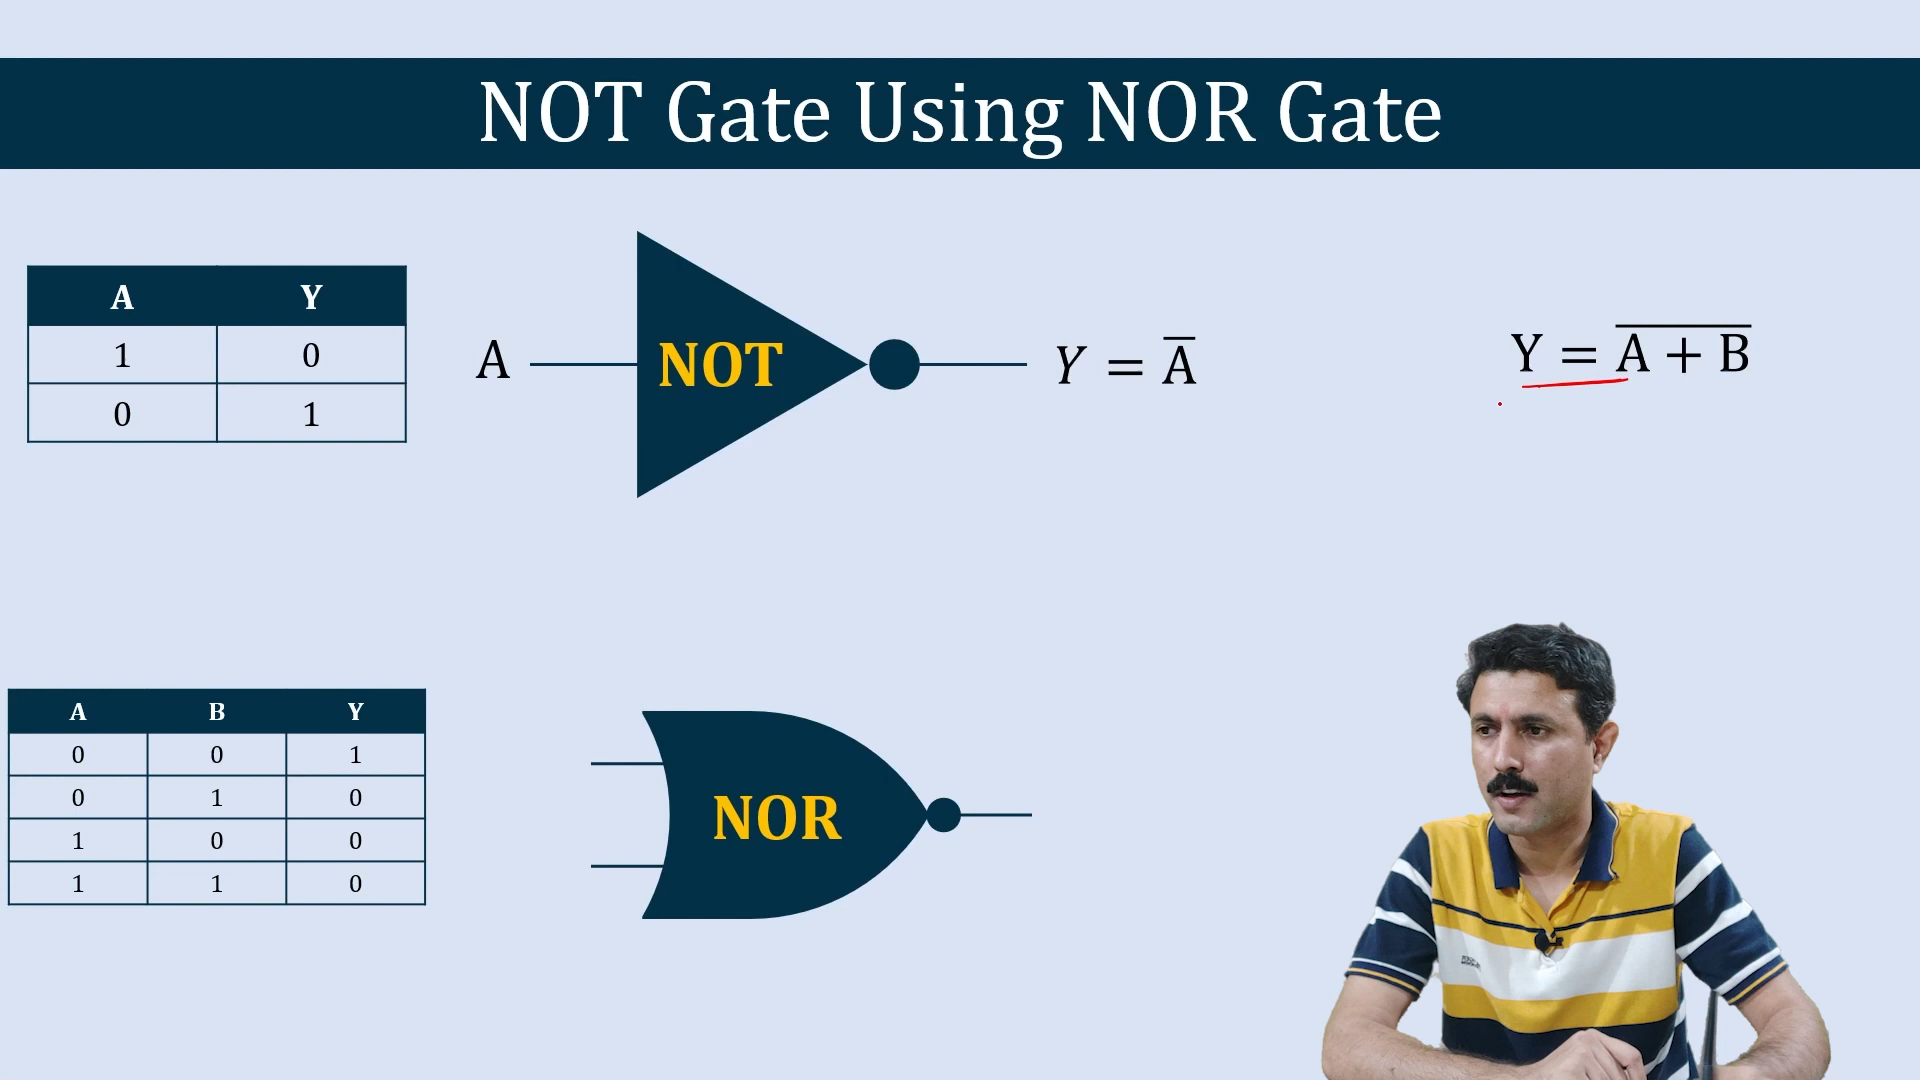 NOT Gate Using NOR Gate
A Y
1 0
0 1
A NOT Y = A̅
Y = A̅ ̅+̅ ̅B̅
A B Y
0 0 1
0 1 0
1 0 0
1 1 0
NOR